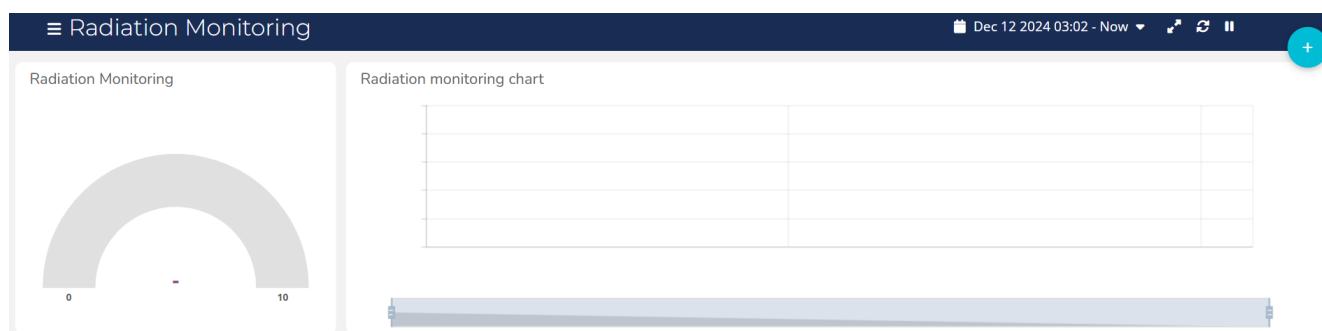 Radiation Monitoring
Dec 12 2024 03:02 - Now
+
Radiation Monitoring
Radiation monitoring chart
-
0 10